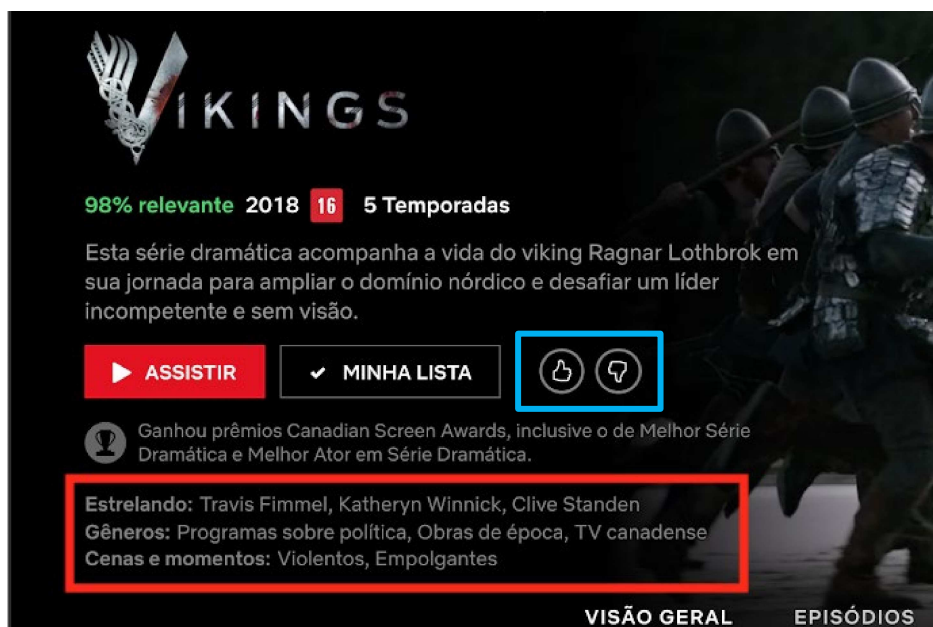 VIKINGS
98% relevante 2018 16 5 Temporadas
Esta série dramática acompanha a vida do viking Ragnar Lothbrok em
sua jornada para ampliar o domínio nórdico e desafiar um líder
incompetente e sem visão.
ASSISTIR MINHA LISTA
Ganhou prêmios Canadian Screen Awards, inclusive o de Melhor Série
Dramática e Melhor Ator em Série Dramática.
Estrelando: Travis Fimmel, Katheryn Winnick, Clive Standen
Gêneros: Programas sobre política, Obras de época, TV canadense
Cenas e momentos: Violentos, Empolgantes
VISÃO GERAL EPISÓDIOS